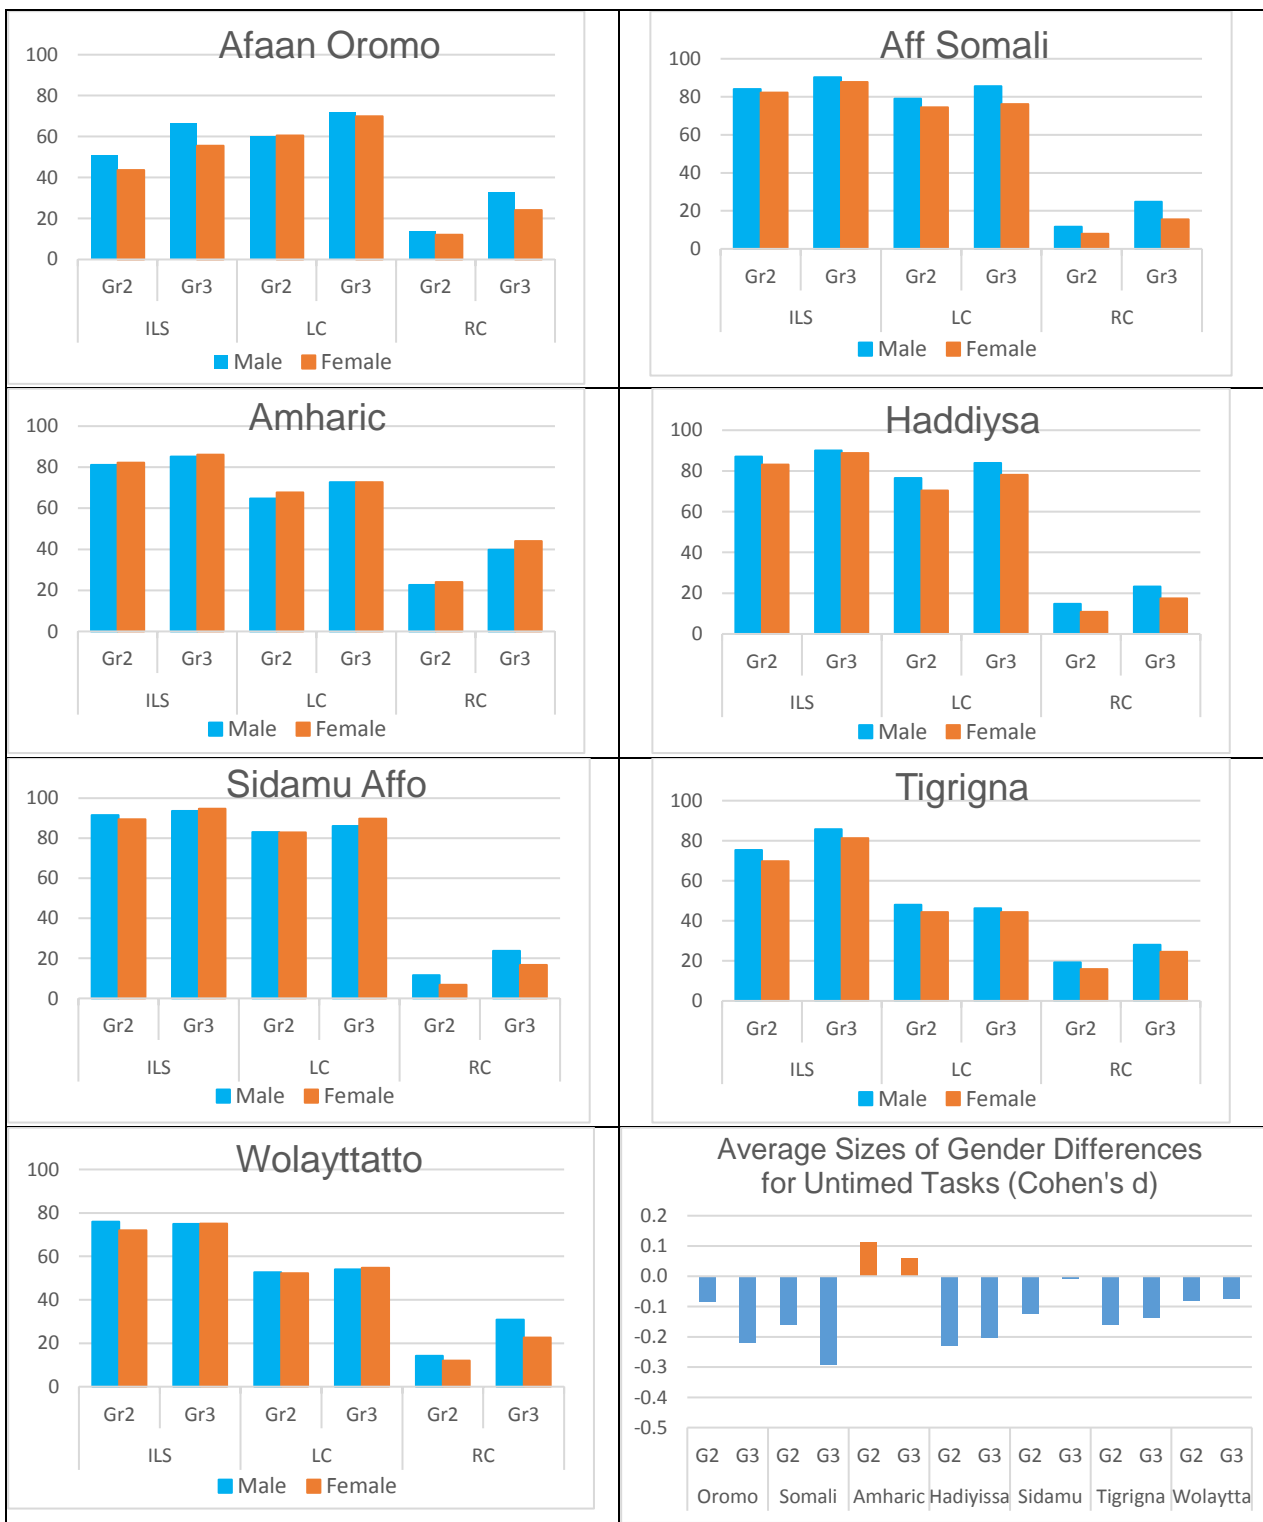 Afaan Oromo
100
80
60
40
20
0
Gr2 Gr3 Gr2 Gr3 Gr2 Gr3
ILS LC RC
Male Female
Aff Somali
100
80
60
40
20
0
Gr2 Gr3 Gr2 Gr3 Gr2 Gr3
ILS LC RC
Male Female
Amharic
100
80
60
40
20
0
Gr2 Gr3 Gr2 Gr3 Gr2 Gr3
ILS LC RC
Male Female
Haddiysa
100
80
60
40
20
0
Gr2 Gr3 Gr2 Gr3 Gr2 Gr3
ILS LC RC
Male Female
Sidamu Affo
100
80
60
40
20
0
Gr2 Gr3 Gr2 Gr3 Gr2 Gr3
ILS LC RC
Male Female
Tigrigna
100
80
60
40
20
0
Gr2 Gr3 Gr2 Gr3 Gr2 Gr3
ILS LC RC
Male Female
Wolayttatto
100
80
60
40
20
0
Gr2 Gr3 Gr2 Gr3 Gr2 Gr3
ILS LC RC
Male Female
Average Sizes of Gender Differences
for Untimed Tasks (Cohen's d)
0.2
0.1
0.0
-0.1
-0.2
-0.3
-0.4
-0.5
G2 G3 G2 G3 G2 G3 G2 G3 G2 G3 G2 G3 G2 G3
Oromo Somali Amharic Hadiyissa Sidamu Tigrigna Wolaytta